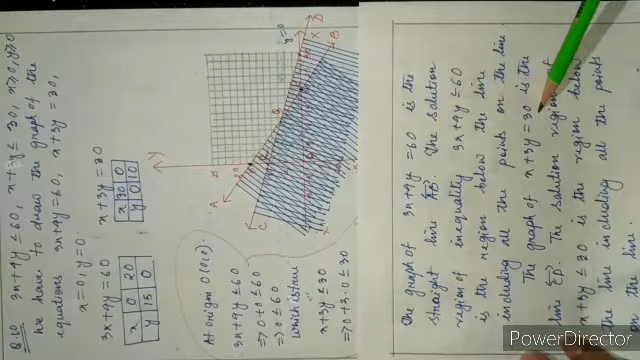 Q.10 3x+4y ≤ 60, x+3y ≤ 30, x≥0, y≥0
We have to draw the graph of the
equations 3x+4y = 60, x+3y = 30,
x=0, y=0.
3x+4y = 60
x 0 20
y 15 0
x+3y = 30
x 30 0
y 0 10
At origin O(0,0).
3x+4y ≤ 60
⇒ 0+0 ≤ 60
⇒ 0 ≤ 60
which is true
x+3y ≤ 30
⇒ 0+3·0 ≤ 30
Y
A
C
B
D
X
y=0
The graph of 3x+4y = 60 is the
straight line AB. The solution
region of inequality 3x+4y ≤ 60
is the region below the line
including all the points on the line.
The graph of x+3y = 30 is the
line CD. The solution region of
x+3y ≤ 30 is the region below
the line including all the points
on the line.
PowerDirector